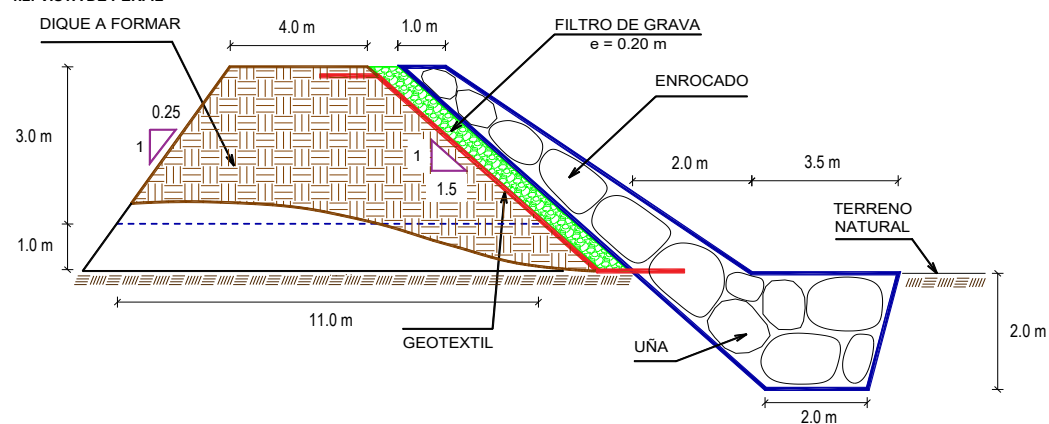 DIQUE A FORMAR
4.0 m
1.0 m
FILTRO DE GRAVA
e = 0.20 m
ENROCADO
0.25
1
3.0 m
1
1.5
2.0 m
3.5 m
TERRENO
NATURAL
1.0 m
11.0 m
GEOTEXTIL
UÑA
2.0 m
2.0 m